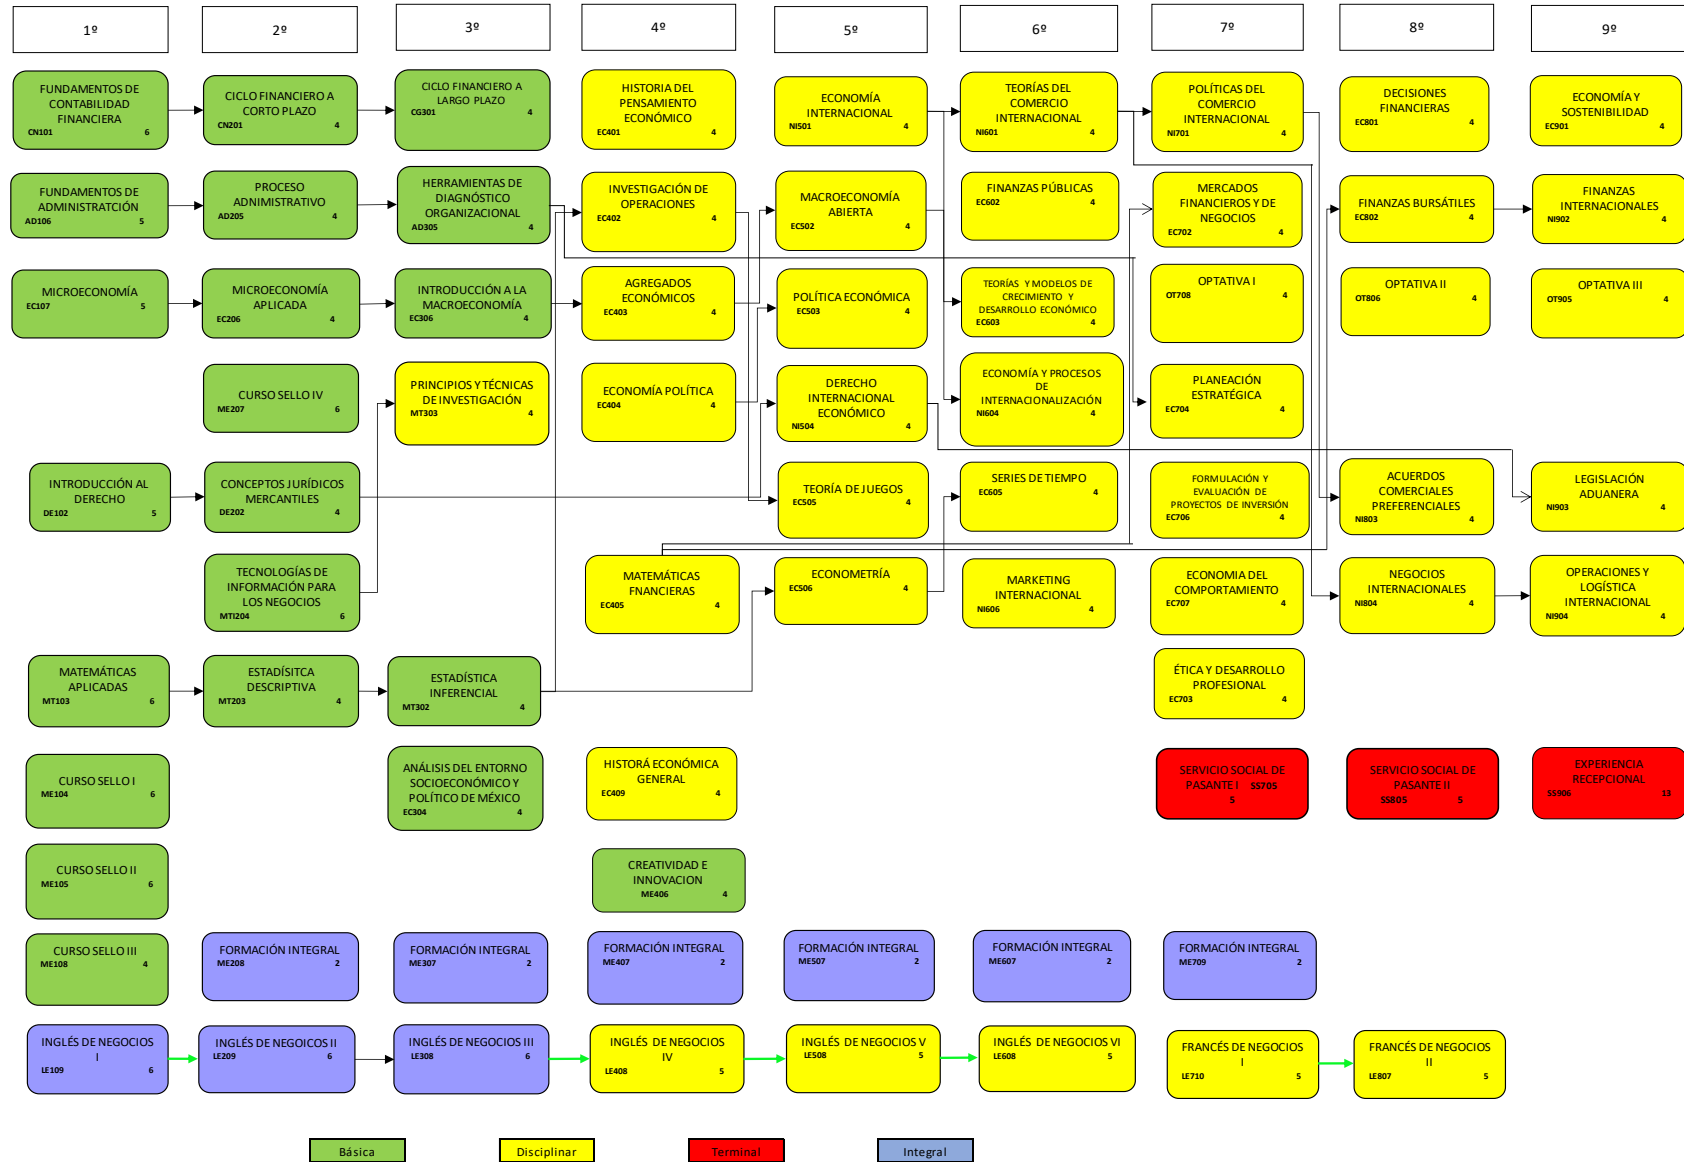 1º
2º
3º
4º
5º
6º
7º
8º
9º
FUNDAMENTOS DE
CONTABILIDAD
FINANCIERA
CN101 6
CICLO FINANCIERO A
CORTO PLAZO
CN201 4
CICLO FINANCIERO A
LARGO PLAZO
CG301 4
HISTORIA DEL
PENSAMIENTO
ECONÓMICO
EC401 4
ECONOMÍA
INTERNACIONAL
NI501 4
TEORÍAS DEL
COMERCIO
INTERNACIONAL
NI601 4
POLÍTICAS DEL
COMERCIO
INTERNACIONAL
NI701 4
DECISIONES
FINANCIERAS
EC801 4
ECONOMÍA Y
SOSTENIBILIDAD
EC901 4
FUNDAMENTOS DE
ADMINISTRATCIÓN
AD106 5
PROCESO
ADNIMISTRATIVO
AD205 4
HERRAMIENTAS DE
DIAGNÓSTICO
ORGANIZACIONAL
AD305 4
INVESTIGACIÓN DE
OPERACIONES
EC402 4
MACROECONOMÍA
ABIERTA
EC502 4
FINANZAS PÚBLICAS
EC602 4
MERCADOS
FINANCIEROS Y DE
NEGOCIOS
EC702 4
FINANZAS BURSÁTILES
EC802 4
FINANZAS
INTERNACIONALES
NI902 4
MICROECONOMÍA
EC107 5
MICROECONOMÍA
APLICADA
EC206 4
INTRODUCCIÓN A LA
MACROECONOMÍA
EC306 4
AGREGADOS
ECONÓMICOS
EC403 4
POLÍTICA ECONÓMICA
EC503 4
TEORÍAS Y MODELOS DE
CRECIMIENTO Y
DESARROLLO ECONÓMICO
EC603 4
OPTATIVA I
OT708 4
OPTATIVA II
OT806 4
OPTATIVA III
OT905 4
CURSO SELLO IV
ME207 6
PRINCIPIOS Y TÉCNICAS
DE INVESTIGACIÓN
MT303 4
ECONOMÍA POLÍTICA
EC404 4
DERECHO
INTERNACIONAL
ECONÓMICO
NI504 4
ECONOMÍA Y PROCESOS
DE
INTERNACIONALIZACIÓN
NI604 4
PLANEACIÓN
ESTRATÉGICA
EC704 4
INTRODUCCIÓN AL
DERECHO
DE102 5
CONCEPTOS JURÍDICOS
MERCANTILES
DE202 4
TEORÍA DE JUEGOS
EC505 4
SERIES DE TIEMPO
EC605 4
FORMULACIÓN Y
EVALUACIÓN DE
PROYECTOS DE INVERSIÓN
EC706 4
ACUERDOS
COMERCIALES
PREFERENCIALES
NI803 4
LEGISLACIÓN
ADUANERA
NI903 4
TECNOLOGÍAS DE
INFORMACIÓN PARA
LOS NEGOCIOS
MTI204 6
MATEMÁTICAS
FNANCIERAS
EC405 4
ECONOMETRÍA
EC506 4
MARKETING
INTERNACIONAL
NI606 4
ECONOMIA DEL
COMPORTAMIENTO
EC707 4
NEGOCIOS
INTERNACIONALES
NI804 4
OPERACIONES Y
LOGÍSTICA
INTERNACIONAL
NI904 4
MATEMÁTICAS
APLICADAS
MT103 6
ESTADÍSITCA
DESCRIPTIVA
MT203 4
ESTADÍSTICA
INFERENCIAL
MT302 4
ÉTICA Y DESARROLLO
PROFESIONAL
EC703 4
CURSO SELLO I
ME104 6
ANÁLISIS DEL ENTORNO
SOCIOECONÓMICO Y
POLÍTICO DE MÉXICO
EC304 4
HISTORÁ ECONÓMICA
GENERAL
EC409 4
SERVICIO SOCIAL DE
PASANTE I SS705
5
SERVICIO SOCIAL DE
PASANTE II
SS805 5
EXPERIENCIA
RECEPCIONAL
SS906 13
CURSO SELLO II
ME105 6
CREATIVIDAD E
INNOVACION
ME406 4
CURSO SELLO III
ME108 4
FORMACIÓN INTEGRAL
ME208 2
FORMACIÓN INTEGRAL
ME307 2
FORMACIÓN INTEGRAL
ME407 2
FORMACIÓN INTEGRAL
ME507 2
FORMACIÓN INTEGRAL
ME607 2
FORMACIÓN INTEGRAL
ME709 2
INGLÉS DE NEGOCIOS
I
LE109 6
INGLÉS DE NEGOICOS II
LE209 6
INGLÉS DE NEGOCIOS III
LE308 6
INGLÉS DE NEGOCIOS
IV
LE408 5
INGLÉS DE NEGOCIOS V
LE508 5
INGLÉS DE NEGOCIOS VI
LE608 5
FRANCÉS DE NEGOCIOS
I
LE710 5
FRANCÉS DE NEGOCIOS
II
LE807 5
Básica
Disciplinar
Terminal
Integral